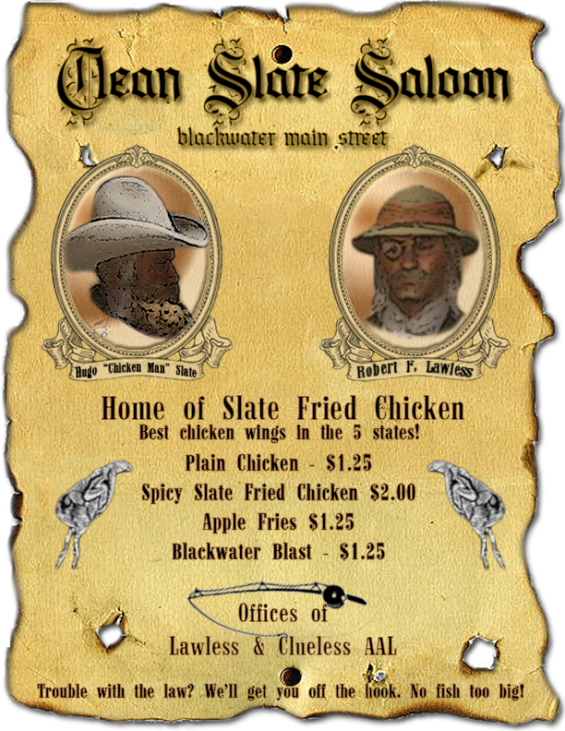 Clean Slate Saloon
blackwater main street
Hugo "Chicken Man" Slate
Robert F. Lawless
Home of Slate Fried Chicken
Best chicken wings in the 5 states!
Plain Chicken - $1.25
Spicy Slate Fried Chicken $2.00
Apple Fries $1.25
Blackwater Blast - $1.25
Offices of
Lawless & Clueless AAL
Trouble with the law? We'll get you off the hook. No fish too big!